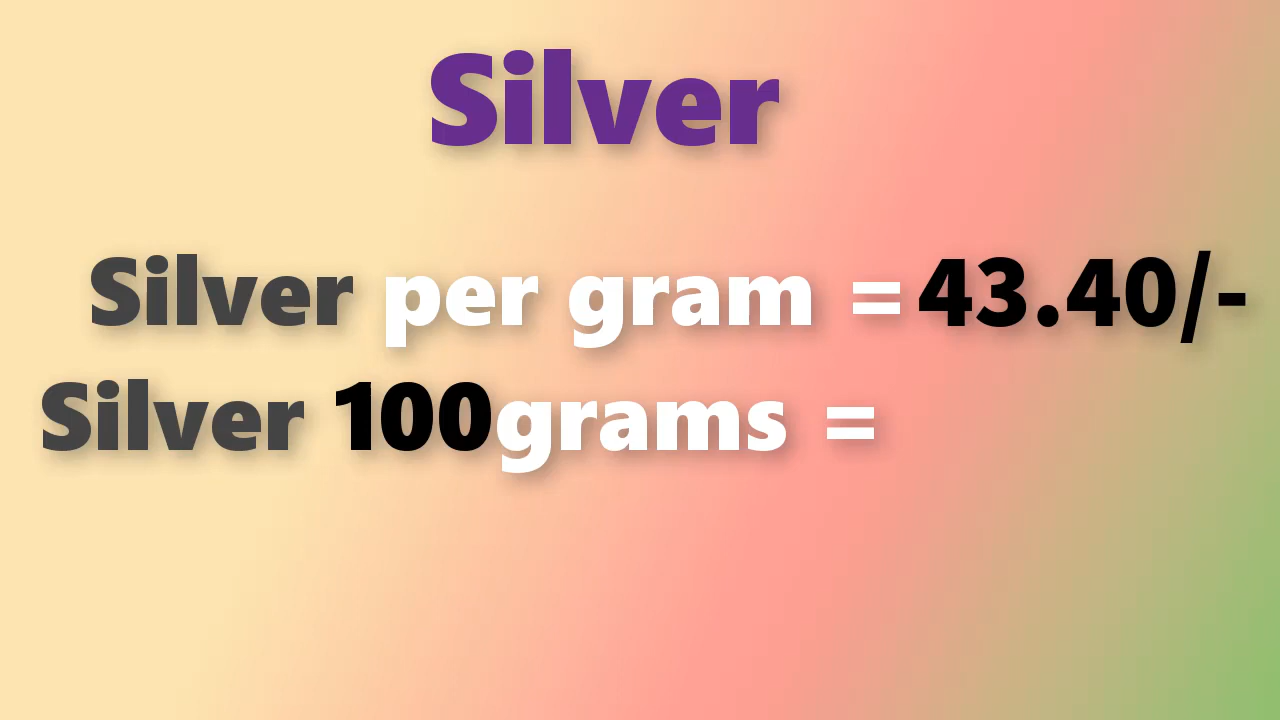 Silver
Silver per gram = 43.40/-
Silver 100grams =